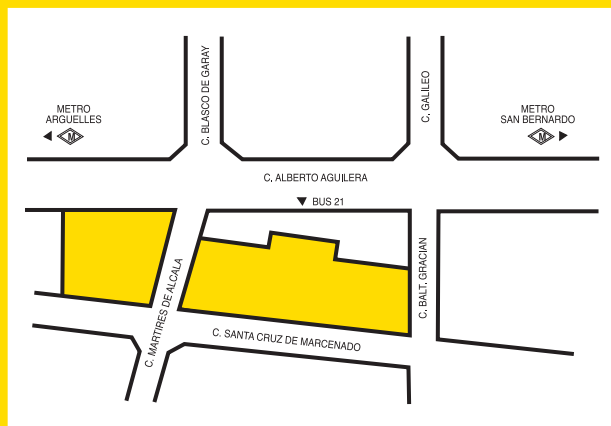 C. BLASCO DE GARAY
C. GALILEO
METRO
ARGUELLES
M
METRO
SAN BERNARDO
M
C. ALBERTO AGUILERA
BUS 21
C. MARTIRES DE ALCALA
C. BALT. GRACIAN
C. SANTA CRUZ DE MARCENADO